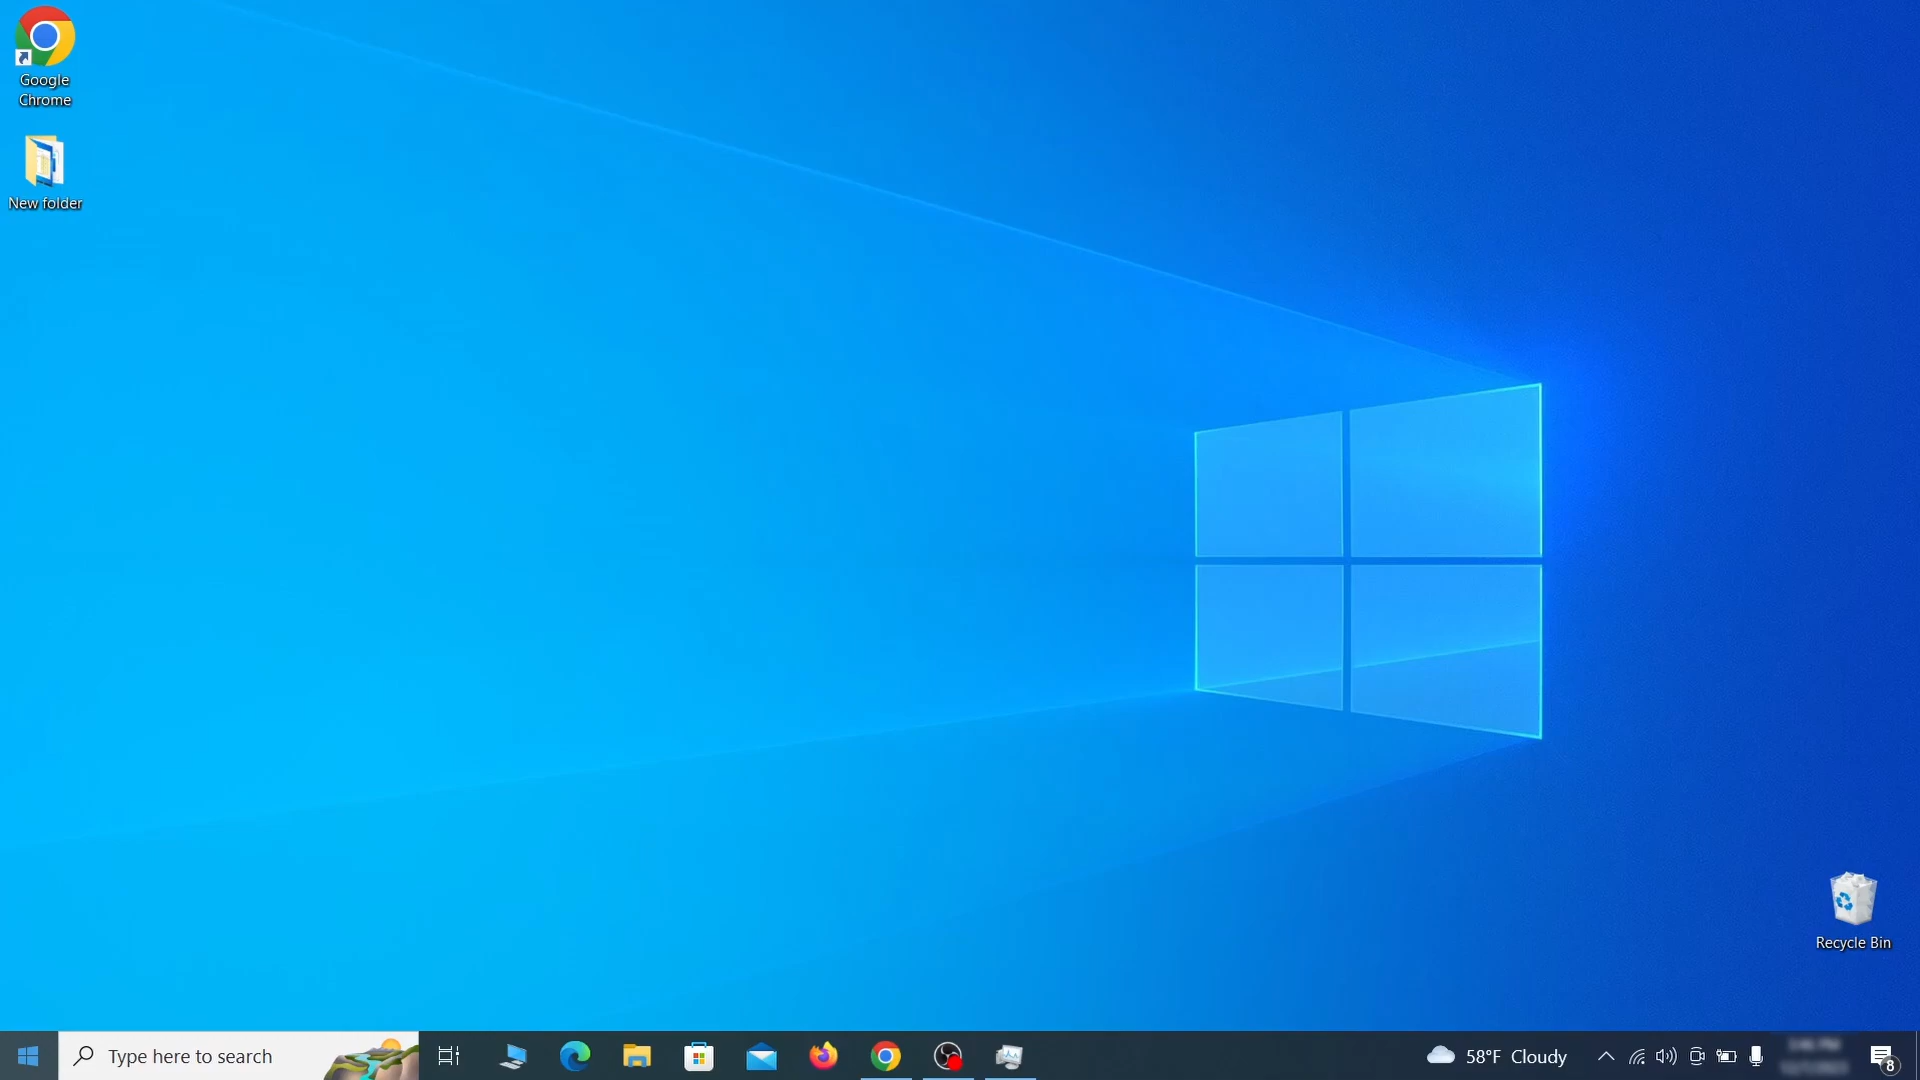 Google
Chrome
New folder
Recycle Bin
Type here to search
58°F Cloudy
8